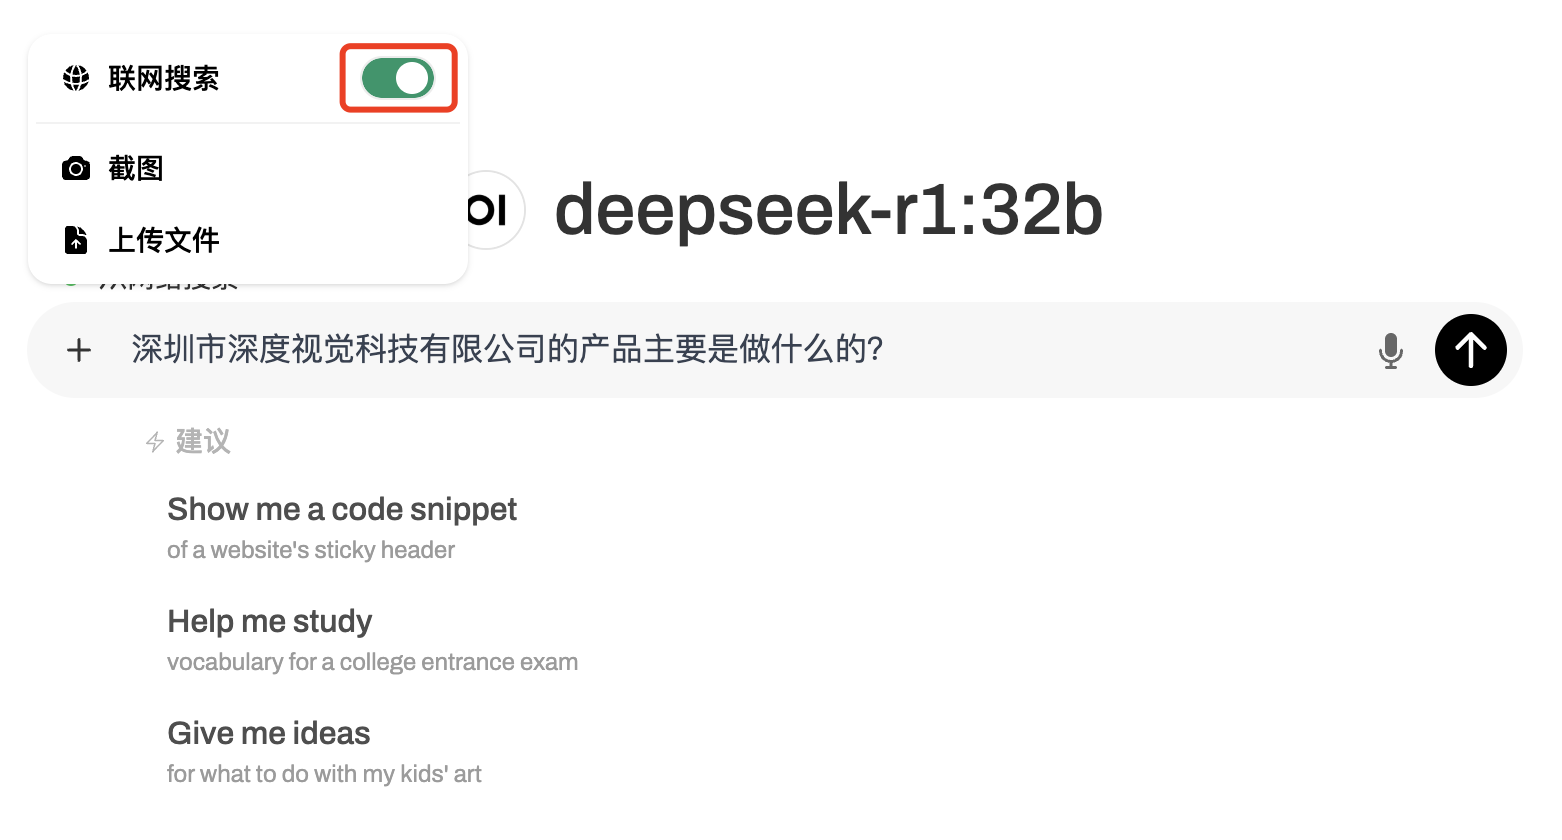 联网搜索
截图
上传文件
OI
deepseek-r1:32b
深圳市深度视觉科技有限公司的产品主要是做什么的?
建议
Show me a code snippet
of a website's sticky header
Help me study
vocabulary for a college entrance exam
Give me ideas
for what to do with my kids' art